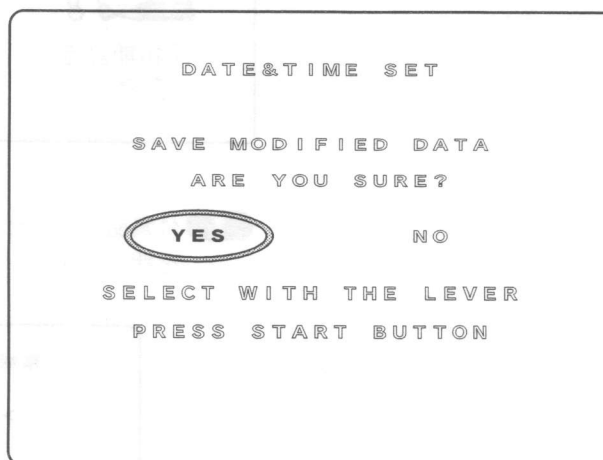 DATE&TIME SET
SAVE MODIFIED DATA
ARE YOU SURE?
YES NO
SELECT WITH THE LEVER
PRESS START BUTTON